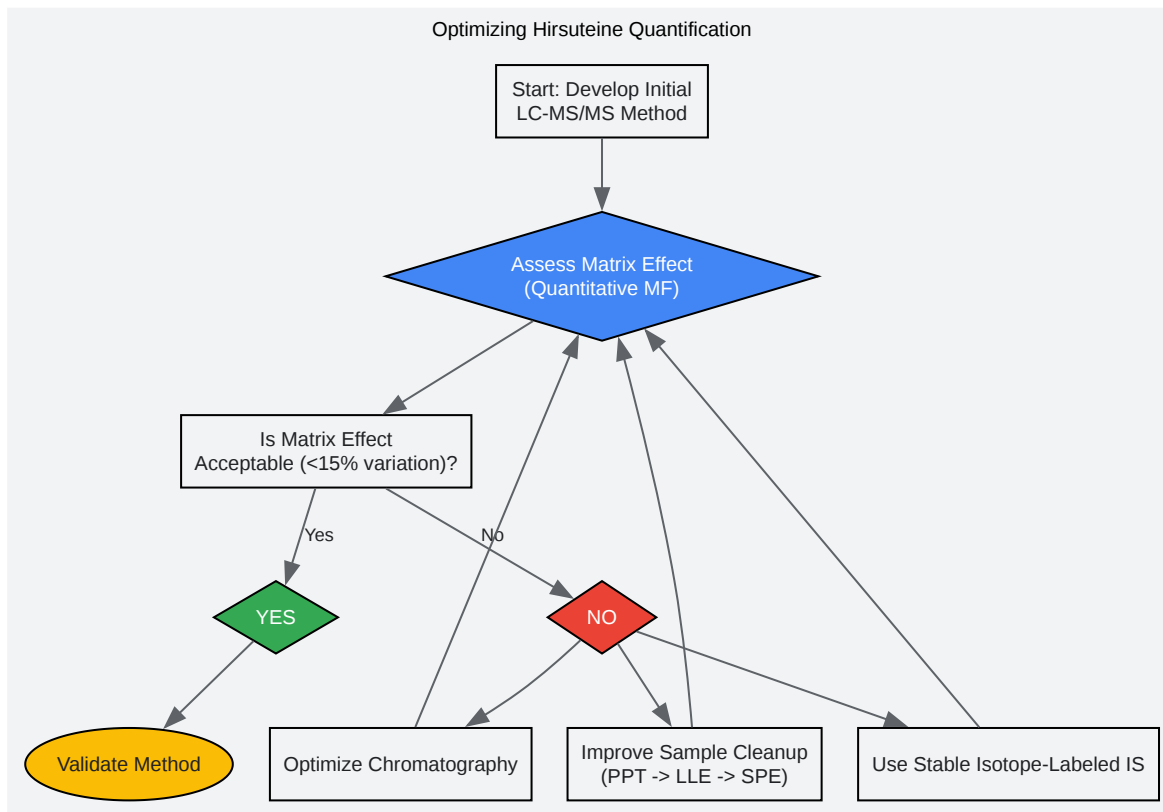 Optimizing Hirsuteine Quantification
Start: Develop Initial
LC-MS/MS Method
Assess Matrix Effect
(Quantitative MF)
Is Matrix Effect
Acceptable (<15% variation)?
Yes
No
YES
NO
Validate Method
Optimize Chromatography
Improve Sample Cleanup
(PPT -> LLE -> SPE)
Use Stable Isotope-Labeled IS